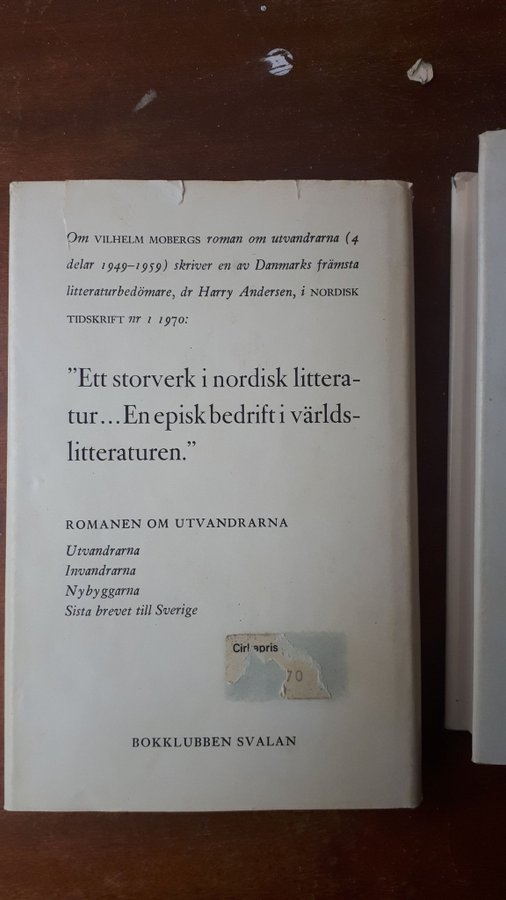 Om VILHELM MOBERGS roman om utvandrarna (4
delar 1949–1959) skriver en av Danmarks främsta
litteraturbedömare, dr Harry Andersen, i NORDISK
TIDSKRIFT nr 1 1970:
”Ett storverk i nordisk littera-
tur...En episk bedrift i världs-
litteraturen.”
ROMANEN OM UTVANDRARNA
Utvandrarna
Invandrarna
Nybyggarna
Sista brevet till Sverige
70
BOKKLUBBEN SVALAN